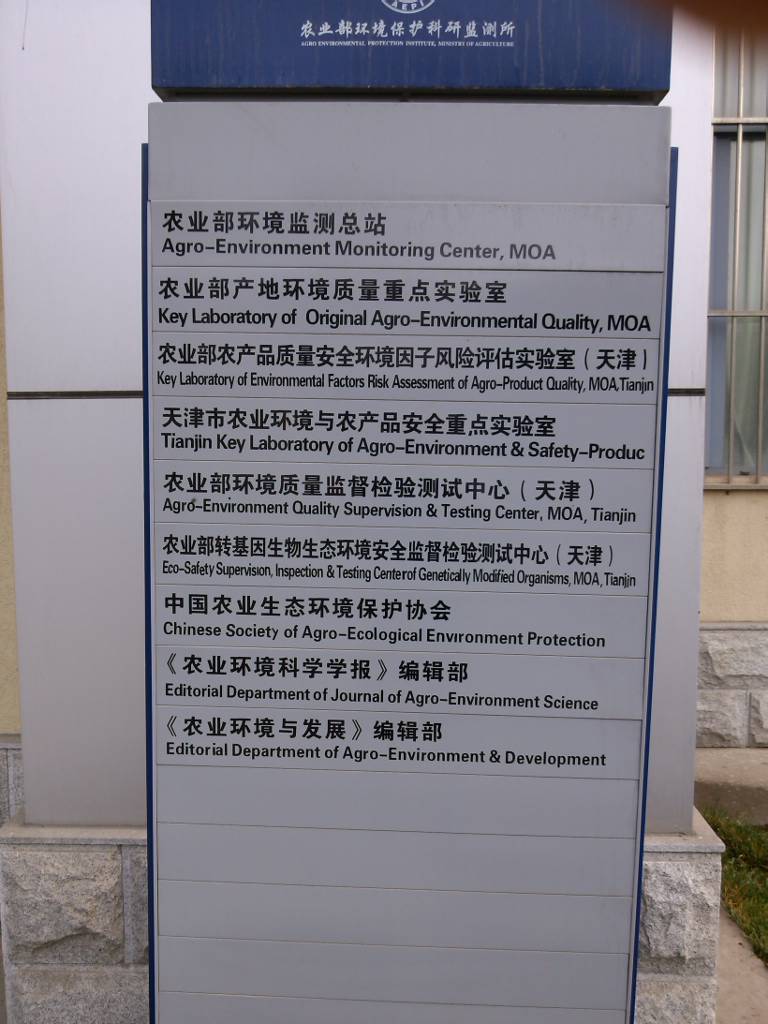 AEPI
农业部环境保护科研监测所
AGRO ENVIRONMENTAL PROTECTION INSTITUTE, MINISTRY OF AGRICULTURE
农业部环境监测总站
Agro-Environment Monitoring Center, MOA
农业部产地环境质量重点实验室
Key Laboratory of Original Agro-Environmental Quality, MOA
农业部农产品质量安全环境因子风险评估实验室（天津）
Key Laboratory of Environmental Factors Risk Assessment of Agro-Product Quality, MOA,Tianjin
天津市农业环境与农产品安全重点实验室
Tianjin Key Laboratory of Agro-Environment & Safety-Produc
农业部环境质量监督检验测试中心（天津）
Agro-Environment Quality Supervision & Testing Center, MOA, Tianjin
农业部转基因生物生态环境安全监督检验测试中心（天津）
Eco-Safety Supervision, Inspection & Testing Center of Genetically Modified Organisms, MOA, Tianjin
中国农业生态环境保护协会
Chinese Society of Agro-Ecological Environment Protection
《农业环境科学学报》编辑部
Editorial Department of Journal of Agro-Environment Science
《农业环境与发展》编辑部
Editorial Department of Agro-Environment & Development